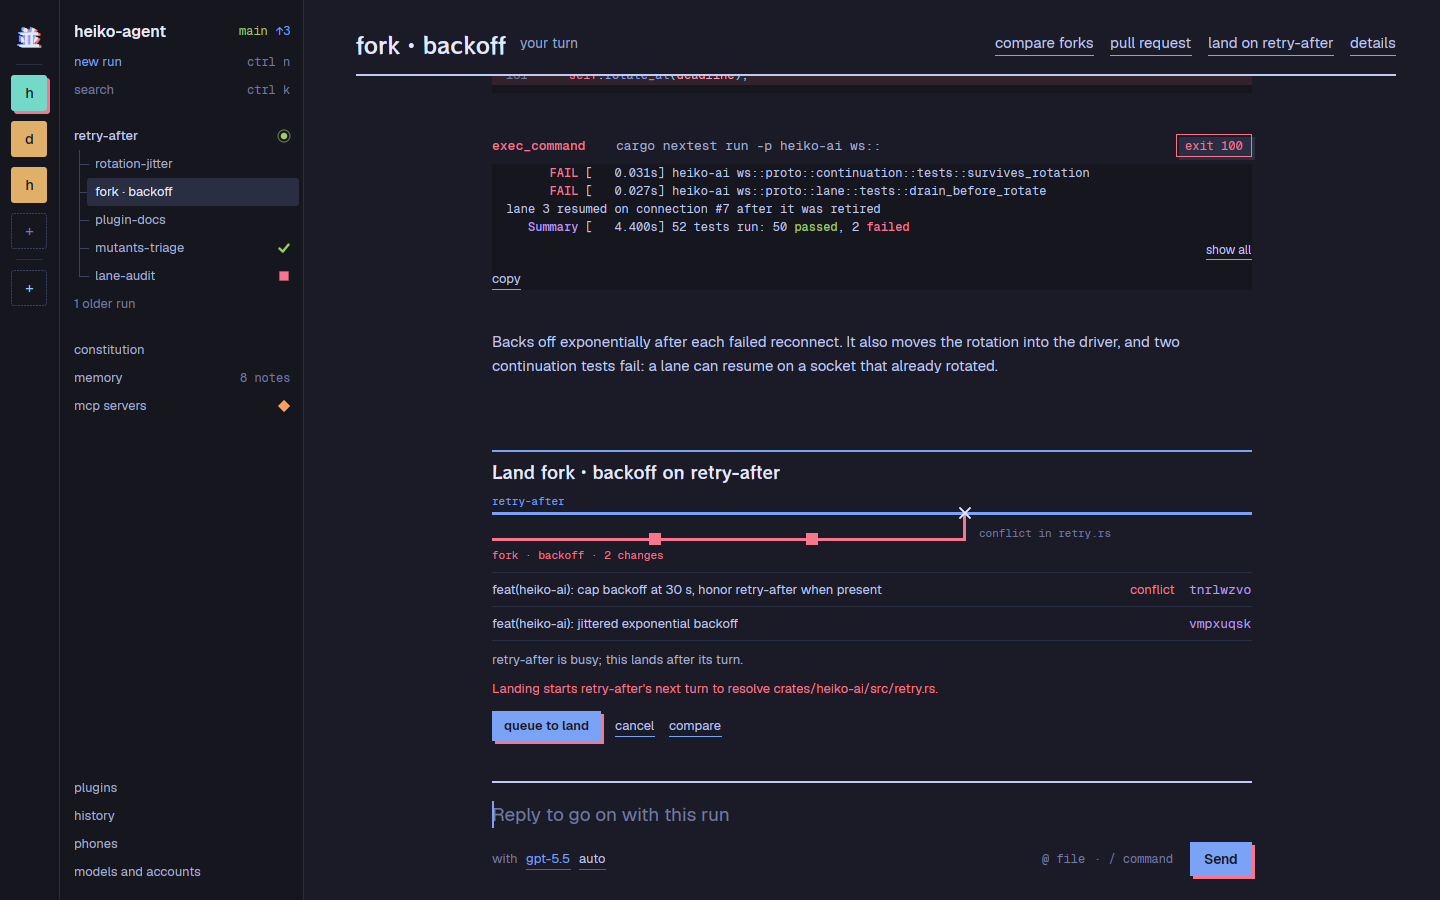 heiko-agent
main ↑3
new run
ctrl n
search
ctrl k
h
d
h
+
+
retry-after
rotation-jitter
fork · backoff
plugin-docs
mutants-triage
lane-audit
1 older run
constitution
memory
8 notes
mcp servers
plugins
history
phones
models and accounts
fork · backoff
your turn
compare forks
pull request
land on retry-after
details
self.rotate_at(deadline);
exec_command cargo nextest run -p heiko-ai ws::
exit 100
FAIL [ 0.031s] heiko-ai ws::proto::continuation::tests::survives_rotation
FAIL [ 0.027s] heiko-ai ws::proto::lane::tests::drain_before_rotate
lane 3 resumed on connection #7 after it was retired
Summary [ 4.400s] 52 tests run: 50 passed, 2 failed
show all
copy
Backs off exponentially after each failed reconnect. It also moves the rotation into the driver, and two
continuation tests fail: a lane can resume on a socket that already rotated.
Land fork · backoff on retry-after
retry-after
conflict in retry.rs
fork · backoff · 2 changes
feat(heiko-ai): cap backoff at 30 s, honor retry-after when present
conflict tnrlwzvo
feat(heiko-ai): jittered exponential backoff
vmpxuqsk
retry-after is busy; this lands after its turn.
Landing starts retry-after's next turn to resolve crates/heiko-ai/src/retry.rs.
queue to land
cancel
compare
Reply to go on with this run
with gpt-5.5 auto
@ file · / command
Send